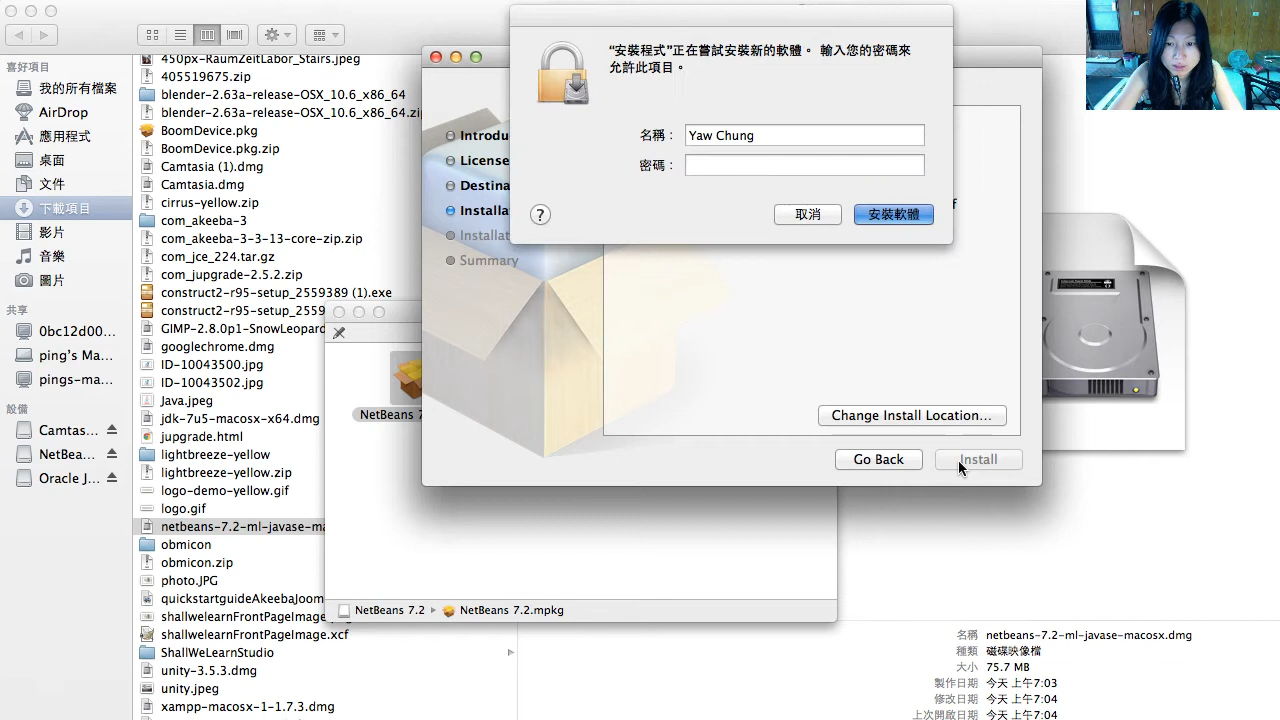 喜好項目
我的所有檔案
AirDrop
應用程式
桌面
文件
下載項目
影片
音樂
圖片
共享
0bc12d00...
ping's Ma...
pings-ma...
設備
Camtas...
NetBea...
Oracle J...
450px-RaumZeitLabor_Stairs.jpeg
405519675.zip
blender-2.63a-release-OSX_10.6_x86_64
blender-2.63a-release-OSX_10.6_x86_64.zi
BoomDevice.pkg
BoomDevice.pkg.zip
Camtasia (1).dmg
Camtasia.dmg
cirrus-yellow.zip
com_akeeba-3
com_akeeba-3-3-13-core-zip.zip
com_jce_224.tar.gz
com_jupgrade-2.5.2.zip
construct2-r95-setup_2559389 (1).exe
construct2-r95-setup_255938
GIMP-2.8.0p1-SnowLeopard
googlechrome.dmg
ID-10043500.jpg
ID-10043502.jpg
Java.jpeg
jdk-7u5-macosx-x64.dmg
jupgrade.html
lightbreeze-yellow
lightbreeze-yellow.zip
logo-demo-yellow.gif
logo.gif
netbeans-7.2-ml-javase-ma
obmicon
obmicon.zip
photo.JPG
quickstartguideAkeebaJoom
shallwelearnFrontPageImage
shallwelearnFrontPageImage.xcf
ShallWeLearnStudio
unity-3.5.3.dmg
unity.jpeg
xampp-macosx-1-1.7.3.dmg
“安裝程式”正在嘗試安裝新的軟體。 輸入您的密碼來
允許此項目。
名稱： Yaw Chung
密碼：
? 取消 安裝軟體
Introdu
License
Destina
Installa
Installat
Summary
f
Change Install Location...
Go Back Install
NetBeans 7
NetBeans 7.2 NetBeans 7.2.mpkg
名稱 netbeans-7.2-ml-javase-macosx.dmg
種類 磁碟映像檔
大小 75.7 MB
製作日期 今天 上午7:03
修改日期 今天 上午7:04
上次開啟日期 今天 上午7:04